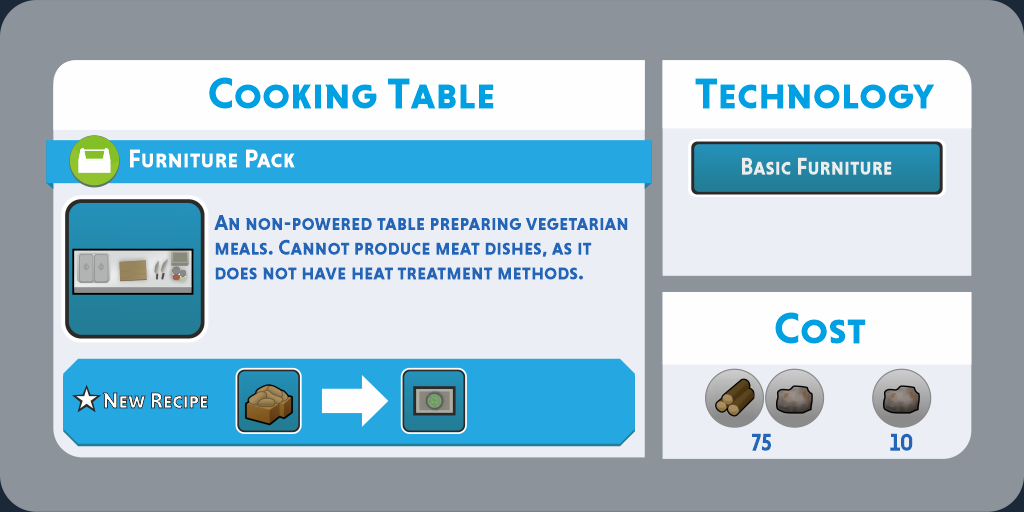 Cooking Table
Furniture Pack
An non-powered table preparing vegetarian
meals. Cannot produce meat dishes, as it
does not have heat treatment methods.
New Recipe
Technology
Basic Furniture
Cost
75
10